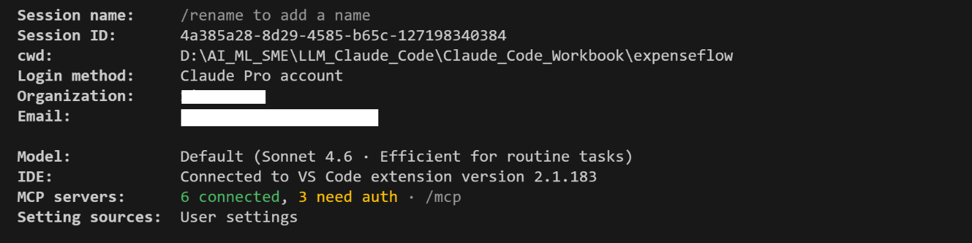 Session name: /rename to add a name
Session ID: 4a385a28-8d29-4585-b65c-127198340384
cwd: D:\AI_ML_SME\LLM_Claude_Code\Claude_Code_Workbook\expenseflow
Login method: Claude Pro account
Organization:
Email:
Model: Default (Sonnet 4.6 · Efficient for routine tasks)
IDE: Connected to VS Code extension version 2.1.183
MCP servers: 6 connected, 3 need auth · /mcp
Setting sources: User settings